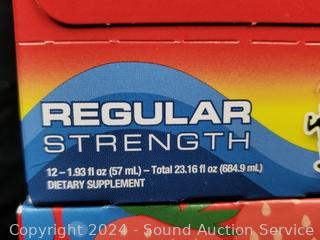 REGULAR
STRENGTH
12 – 1.93 fl oz (57 mL) – Total 23.16 fl oz (684.9 mL)
DIETARY SUPPLEMENT
Copyright 2024 - Sound Auction Service